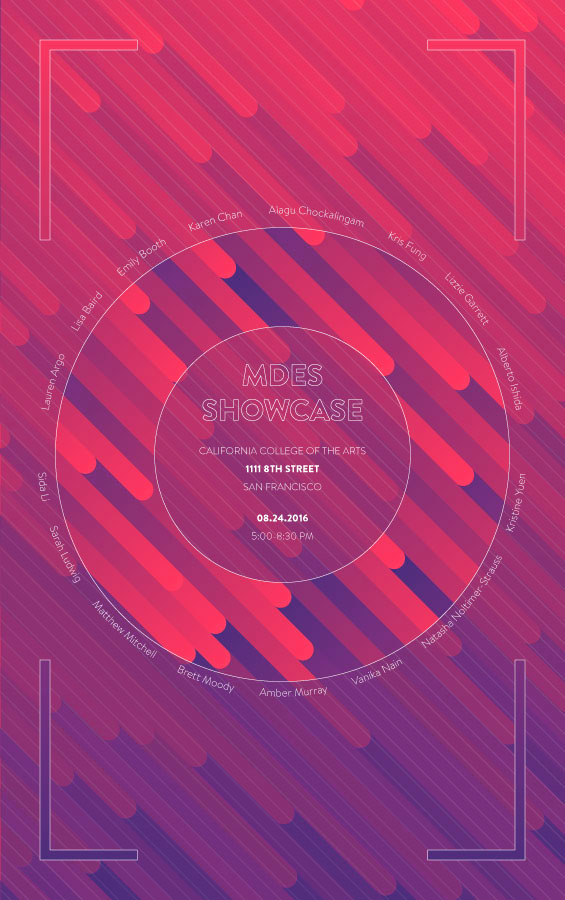 MDES
SHOWCASE
CALIFORNIA COLLEGE OF THE ARTS
1111 8TH STREET
SAN FRANCISCO
08.24.2016
5:00-8:30 PM
Alagu Chockalingam
Kris Fung
Lizzie Garrett
Alberto Ishida
Kristine Yuen
Natasha Noltimier-Strauss
Vanika Nain
Amber Murray
Brett Moody
Matthew Mitchell
Sarah Ludwig
Sida Li
Lauren Argo
Lisa Baird
Emily Booth
Karen Chan